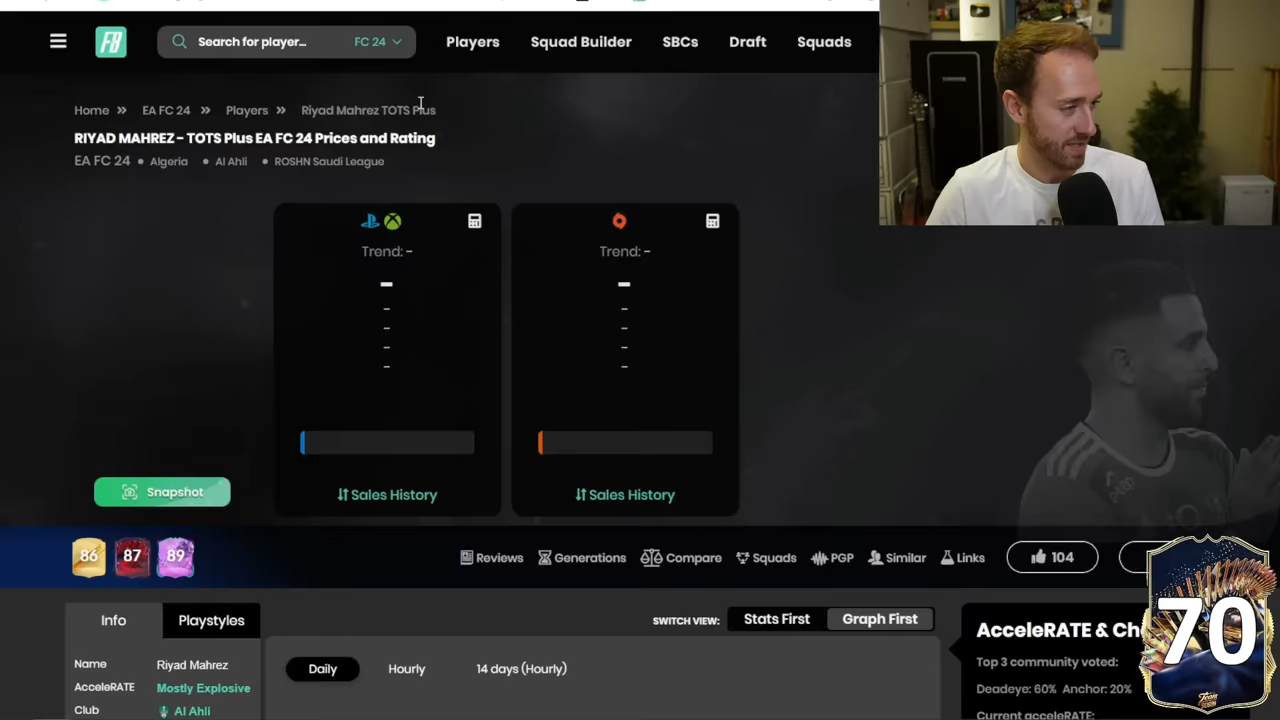 FB
Search for player...
FC 24
Players
Squad Builder
SBCs
Draft
Squads
Home » EA FC 24 » Players » Riyad Mahrez TOTS Plus
RIYAD MAHREZ - TOTS Plus EA FC 24 Prices and Rating
EA FC 24 • Algeria • Al Ahli • ROSHN Saudi League
Trend: -
-
-
-
-
-
Sales History
Trend: -
-
-
-
-
-
Sales History
Snapshot
86
87
89
Reviews
Generations
Compare
Squads
PGP
Similar
Links
104
Info
Playstyles
SWITCH VIEW:
Stats First
Graph First
Name Riyad Mahrez
AcceleRATE Mostly Explosive
Club Al Ahli
Daily
Hourly
14 days (Hourly)
AcceleRATE & Ch
Top 3 community voted:
Deadeye: 60% Anchor: 20%
Current acceleRATE:
70